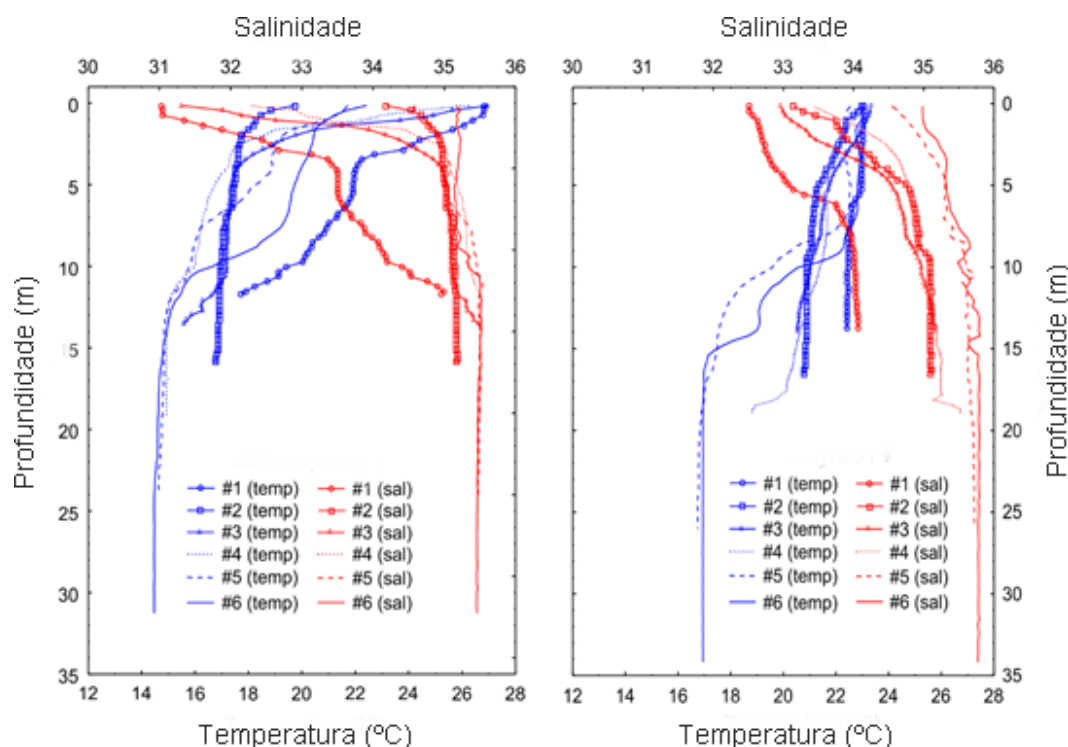 Salinidade
30 31 32 33 34 35 36
Profundidade (m)
0
5
10
15
20
25
30
35
#1 (temp) #1 (sal)
#2 (temp) #2 (sal)
#3 (temp) #3 (sal)
#4 (temp) #4 (sal)
#5 (temp) #5 (sal)
#6 (temp) #6 (sal)
12 14 16 18 20 22 24 26 28
Temperatura (ºC)
Salinidade
30 31 32 33 34 35 36
0
5
10
15
20
25
30
35
Profundidade (m)
#1 (temp) #1 (sal)
#2 (temp) #2 (sal)
#3 (temp) #3 (sal)
#4 (temp) #4 (sal)
#5 (temp) #5 (sal)
#6 (temp) #6 (sal)
12 14 16 18 20 22 24 26 28
Temperatura (ºC)